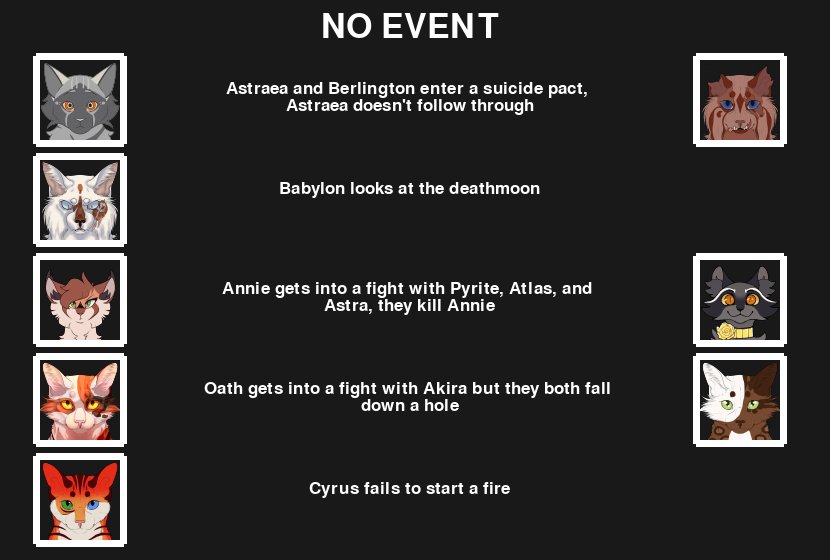 NO EVENT
Astraea and Berlington enter a suicide pact,
Astraea doesn't follow through
Babylon looks at the deathmoon
Annie gets into a fight with Pyrite, Atlas, and
Astra, they kill Annie
Oath gets into a fight with Akira but they both fall
down a hole
Cyrus fails to start a fire